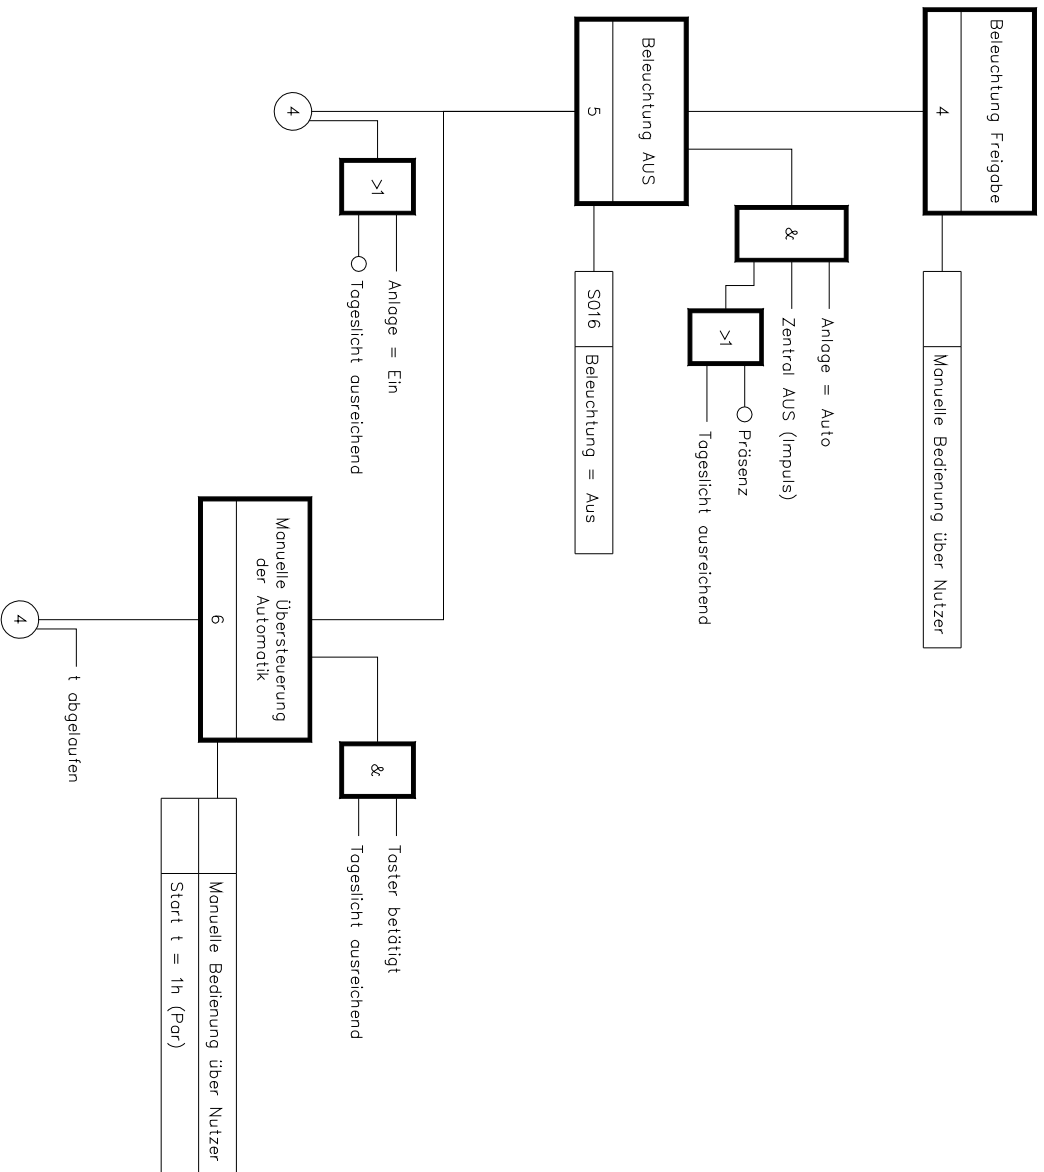 Beleuchtung Freigabe
4
Manuelle Bedienung über Nutzer
&
Anlage = Auto
Zentral AUS (Impuls)
>1
Präsenz
Tageslicht ausreichend
Beleuchtung AUS
5
S016
Beleuchtung = Aus
>1
Anlage = Ein
Tageslicht ausreichend
4
&
Taster betätigt
Tageslicht ausreichend
Manuelle Übersteuerung
der Automatik
6
Manuelle Bedienung über Nutzer
Start t = 1h (Par)
t abgelaufen
4